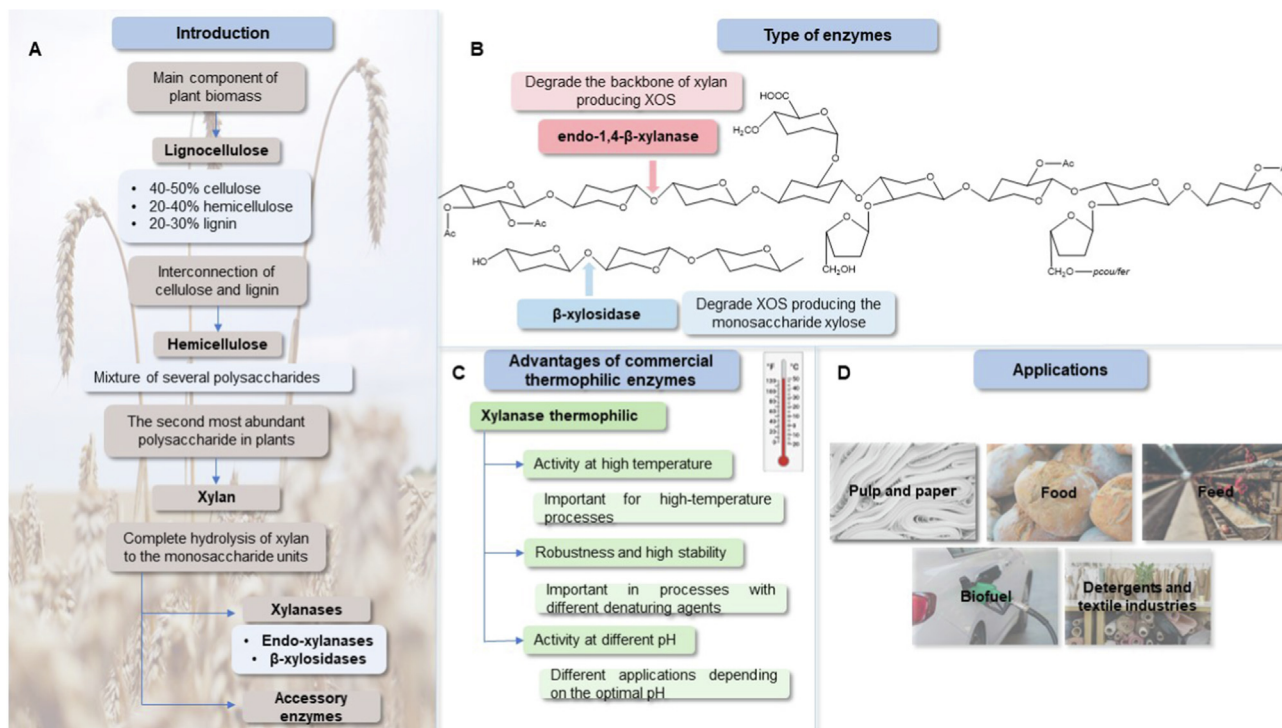 A
Introduction
Main component of
plant biomass
Lignocellulose
• 40-50% cellulose
• 20-40% hemicellulose
• 20-30% lignin
Interconnection of
cellulose and lignin
Hemicellulose
Mixture of several polysaccharides
The second most abundant
polysaccharide in plants
Xylan
Complete hydrolysis of xylan
to the monosaccharide units
Xylanases
• Endo-xylanases
• β-xylosidases
Accessory
enzymes
B
Type of enzymes
Degrade the backbone of xylan
producing XOS
endo-1,4-β-xylanase
HOOC
H₂CO
O
O
O
O
O
O
O
O
O
O
O
O
O
O
Ac
Ac
Ac
O
O
CH₂OH
CH₂O
pcou/fer
HO
O
O
O
O
O
β-xylosidase
Degrade XOS producing the
monosaccharide xylose
C
Advantages of commercial
thermophilic enzymes
°F
°C
Xylanase thermophilic
Activity at high temperature
Important for high-temperature
processes
Robustness and high stability
Important in processes with
different denaturing agents
Activity at different pH
Different applications depending
on the optimal pH
D
Applications
Pulp and paper
Food
Feed
Biofuel
Detergents and
textile industries